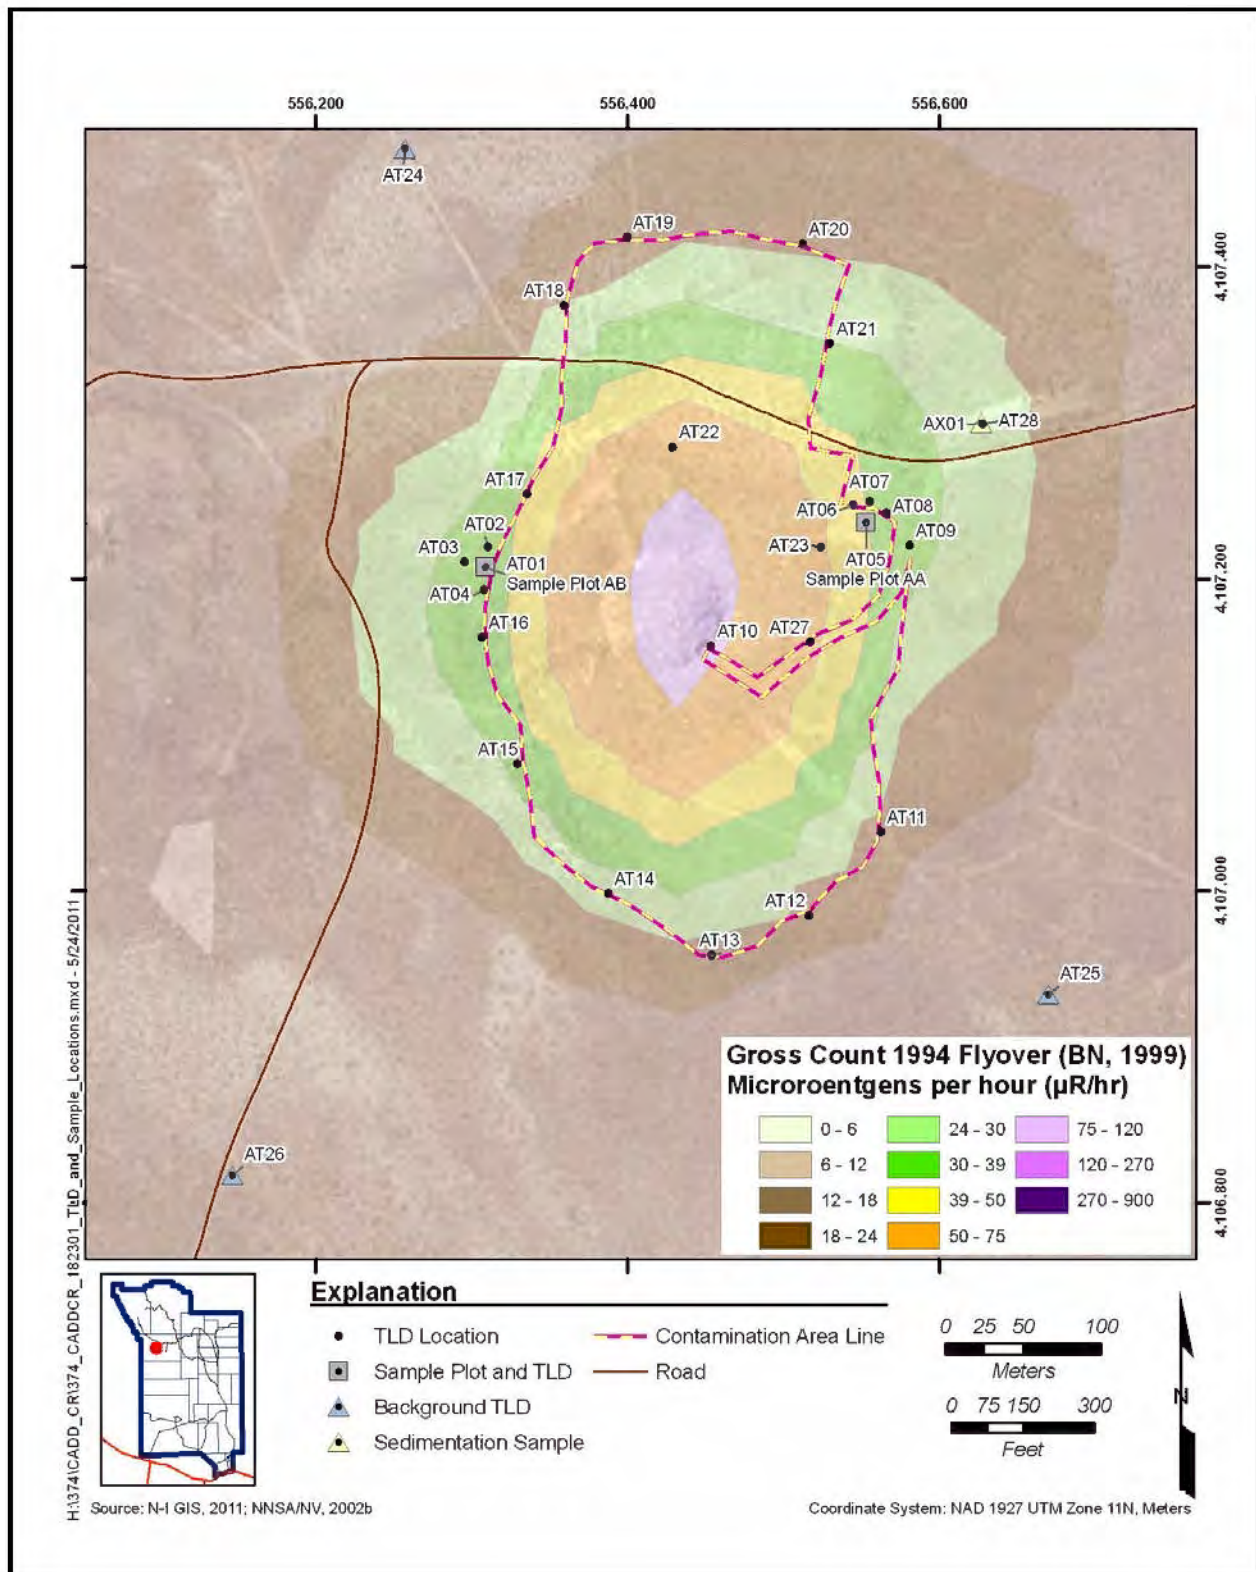 556,200 556,400 556,600
AT24
AT19
AT20
4,107,400
AT18
AT21
AX01 AT28
AT22
AT17
AT07
AT06 AT08
AT02
AT09
AT03
AT01
AT23
AT05
Sample Plot AB
Sample Plot AA
4,107,200
AT04
AT16
AT10
AT27
AT15
AT11
AT14
4,107,000
AT12
AT13
AT25
AT26
4,106,800
Gross Count 1994 Flyover (BN, 1999)
Microroentgens per hour (µR/hr)
0 - 6 24 - 30 75 - 120
6 - 12 30 - 39 120 - 270
12 - 18 39 - 50 270 - 900
18 - 24 50 - 75
H:\374\CADD_CR\374_CADDCR_182301_TLD_and_Sample_Locations.mxd - 5/24/2011
Explanation
TLD Location Contamination Area Line
Sample Plot and TLD Road
Background TLD
Sedimentation Sample
0 25 50 100
Meters
0 75 150 300
Feet
N
Source: N-I GIS, 2011; NNSA/NV, 2002b
Coordinate System: NAD 1927 UTM Zone 11N, Meters